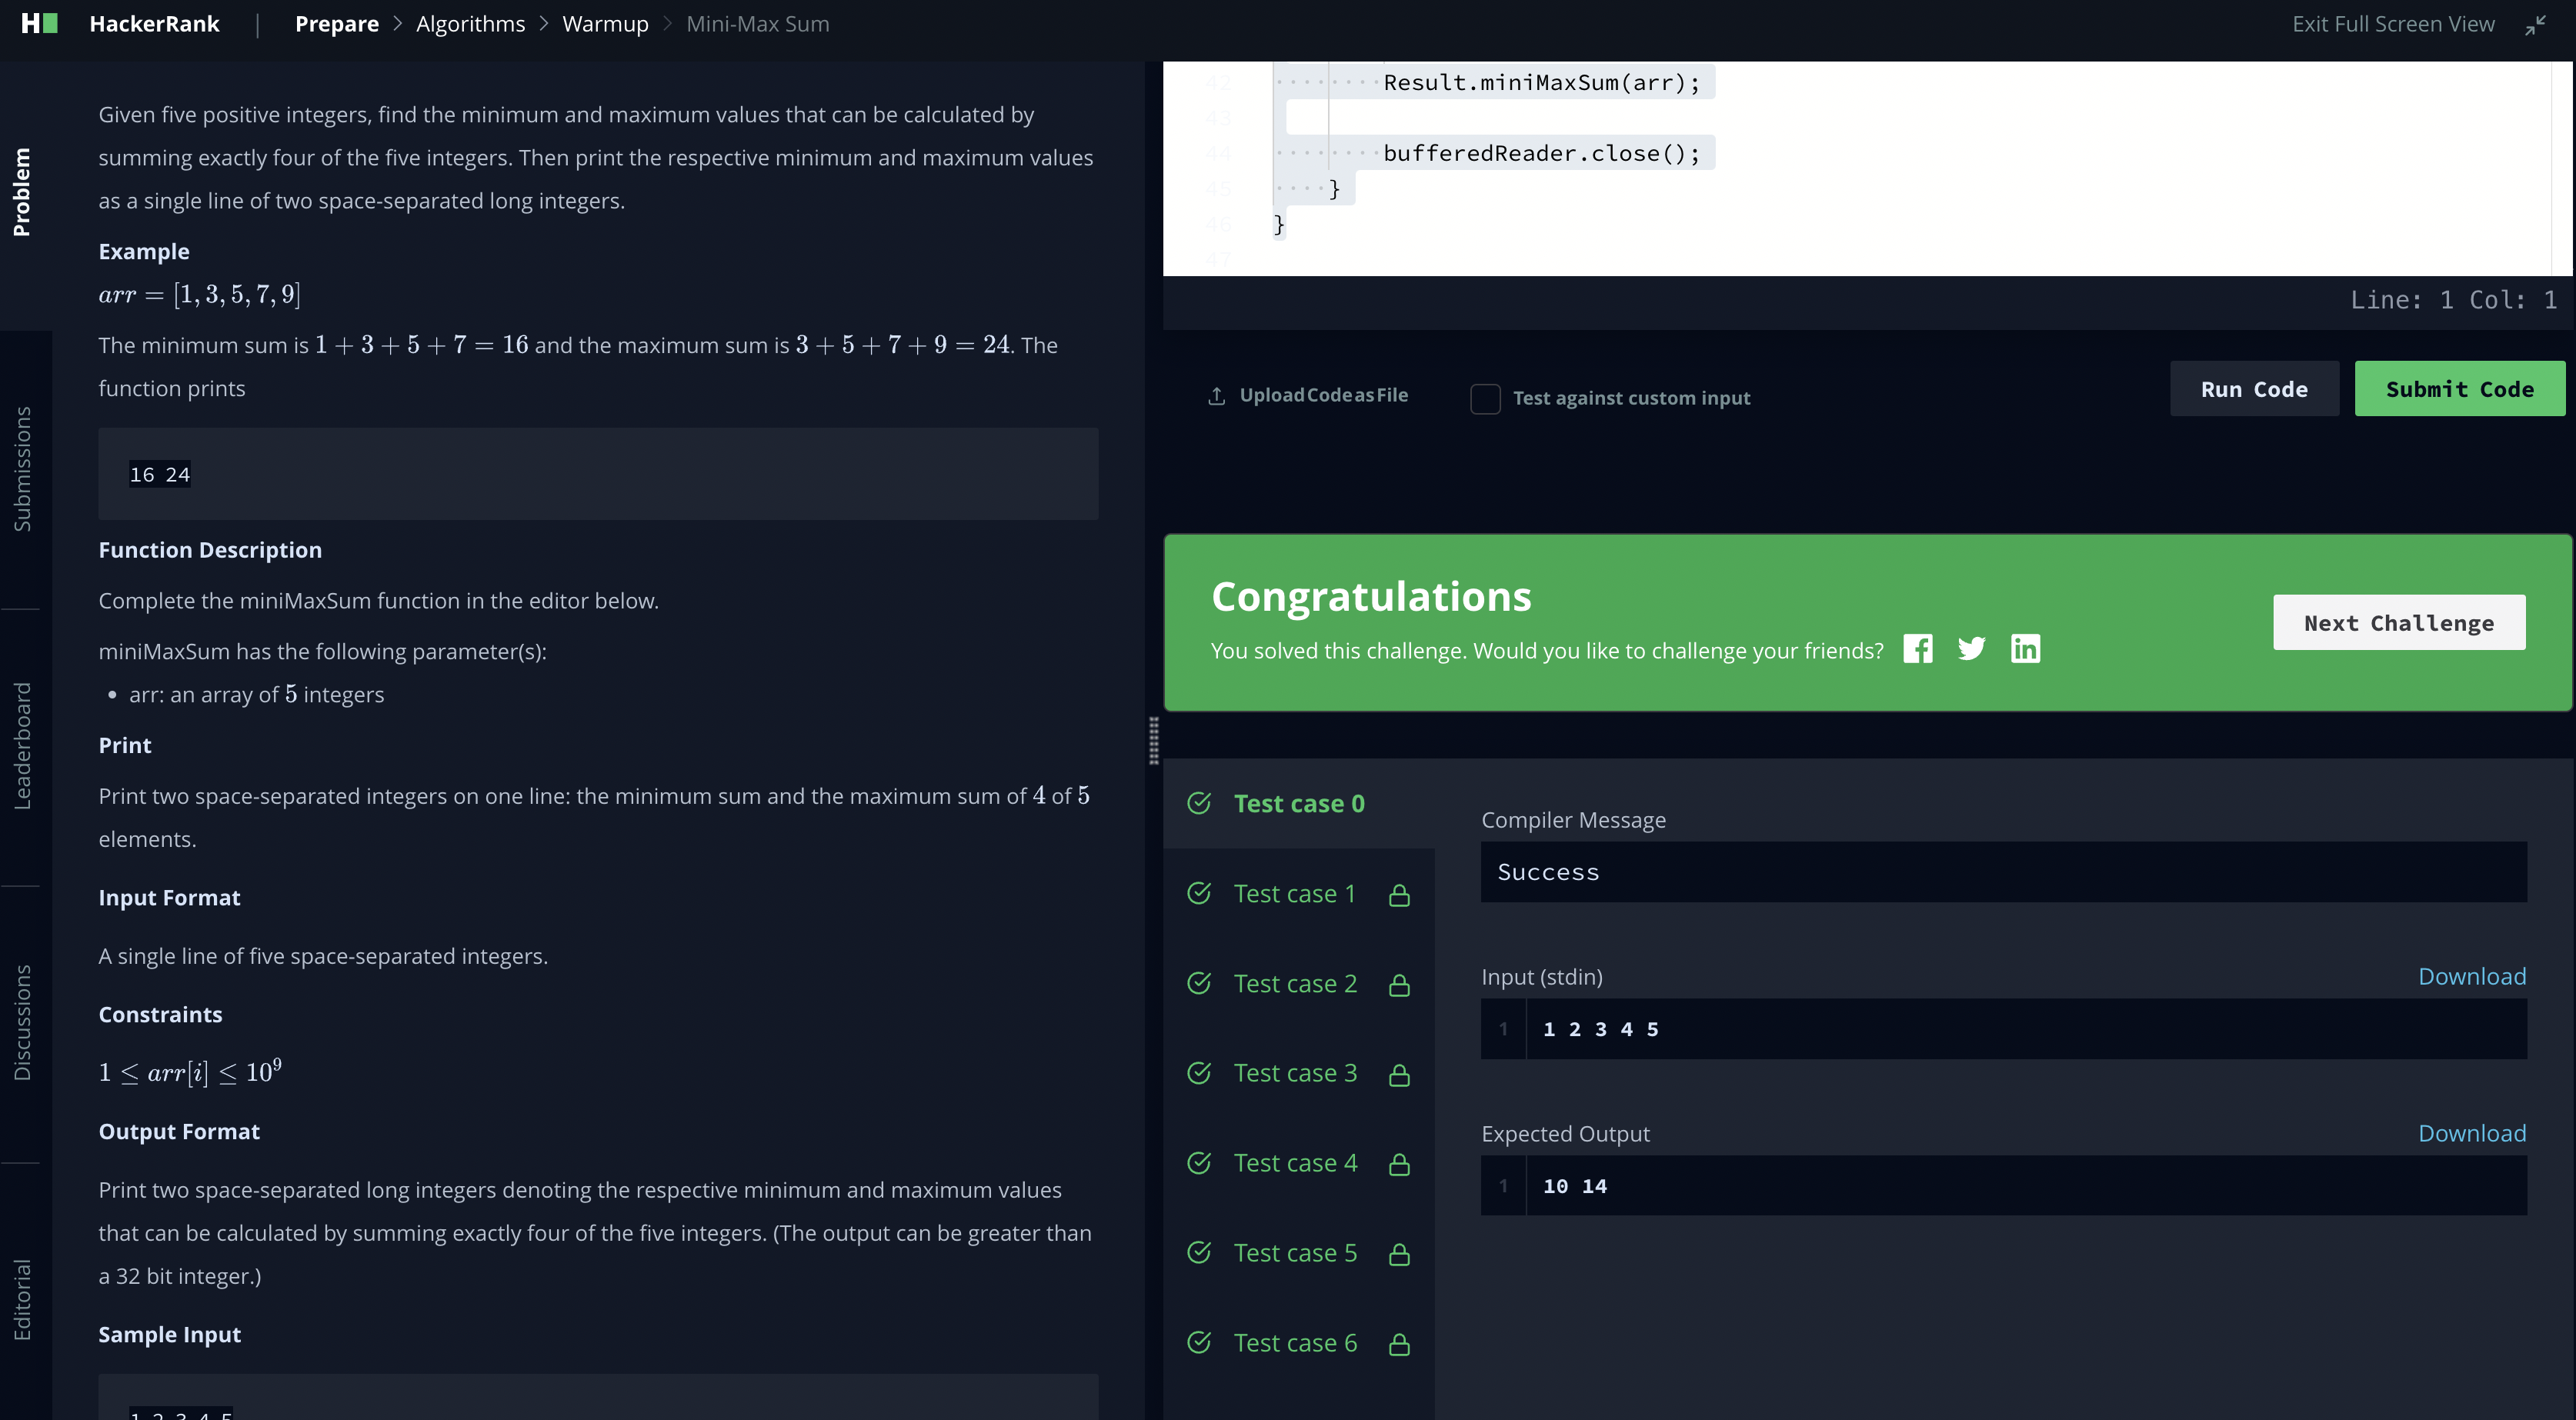 HackerRank | Prepare > Algorithms > Warmup > Mini-Max Sum
Exit Full Screen View
Problem
Submissions
Leaderboard
Discussions
Editorial
Given five positive integers, find the minimum and maximum values that can be calculated by
summing exactly four of the five integers. Then print the respective minimum and maximum values
as a single line of two space-separated long integers.
Example
arr = [1, 3, 5, 7, 9]
The minimum sum is 1 + 3 + 5 + 7 = 16 and the maximum sum is 3 + 5 + 7 + 9 = 24. The
function prints
16 24
Function Description
Complete the miniMaxSum function in the editor below.
miniMaxSum has the following parameter(s):
• arr: an array of 5 integers
Print
Print two space-separated integers on one line: the minimum sum and the maximum sum of 4 of 5
elements.
Input Format
A single line of five space-separated integers.
Constraints
1 ≤ arr[i] ≤ 10⁹
Output Format
Print two space-separated long integers denoting the respective minimum and maximum values
that can be calculated by summing exactly four of the five integers. (The output can be greater than
a 32 bit integer.)
Sample Input
1 2 3 4 5
42 Result.miniMaxSum(arr);
43
44 bufferedReader.close();
45 }
46 }
47
Line: 1 Col: 1
Upload Code as File
Test against custom input
Run Code
Submit Code
Congratulations
You solved this challenge. Would you like to challenge your friends?
Next Challenge
Test case 0
Test case 1
Test case 2
Test case 3
Test case 4
Test case 5
Test case 6
Compiler Message
Success
Input (stdin)
Download
1 1 2 3 4 5
Expected Output
Download
1 10 14